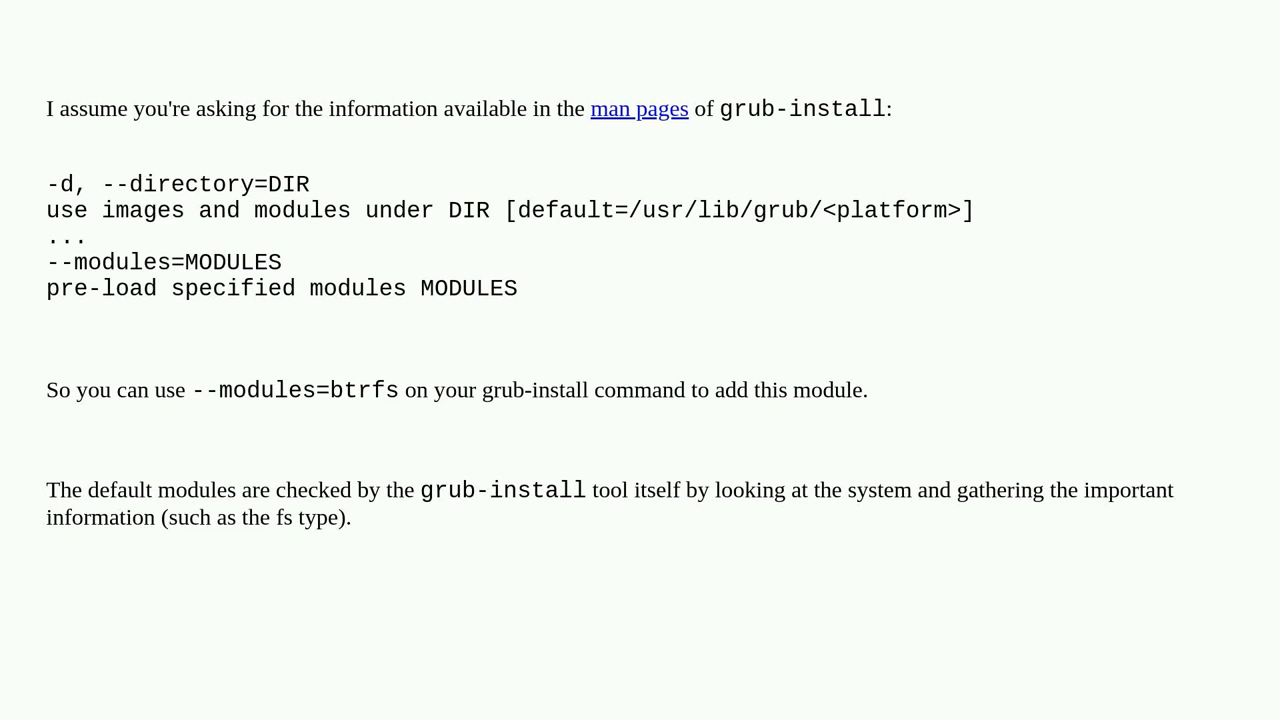 I assume you're asking for the information available in the man pages of grub-install:
-d, --directory=DIR
use images and modules under DIR [default=/usr/lib/grub/<platform>]
...
--modules=MODULES
pre-load specified modules MODULES
So you can use --modules=btrfs on your grub-install command to add this module.
The default modules are checked by the grub-install tool itself by looking at the system and gathering the important
information (such as the fs type).